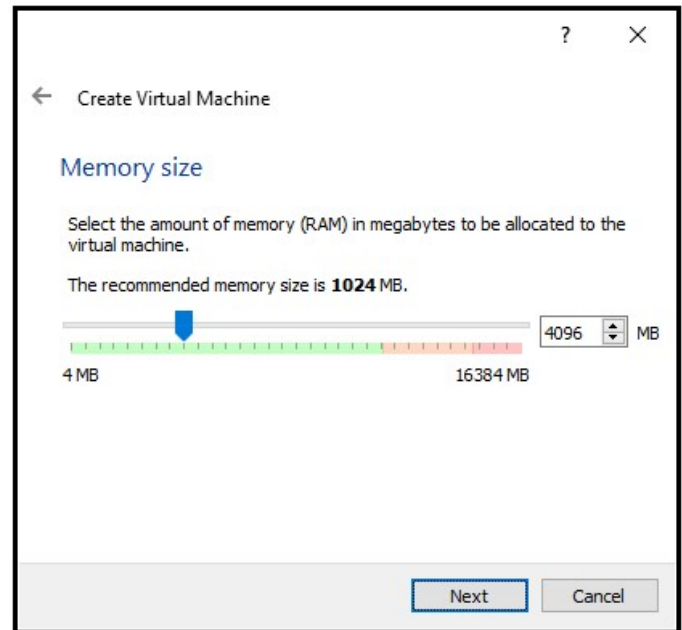 ?
Create Virtual Machine
Memory size
Select the amount of memory (RAM) in megabytes to be allocated to the
virtual machine.
The recommended memory size is 1024 MB.
4096 MB
4 MB 16384 MB
Next Cancel